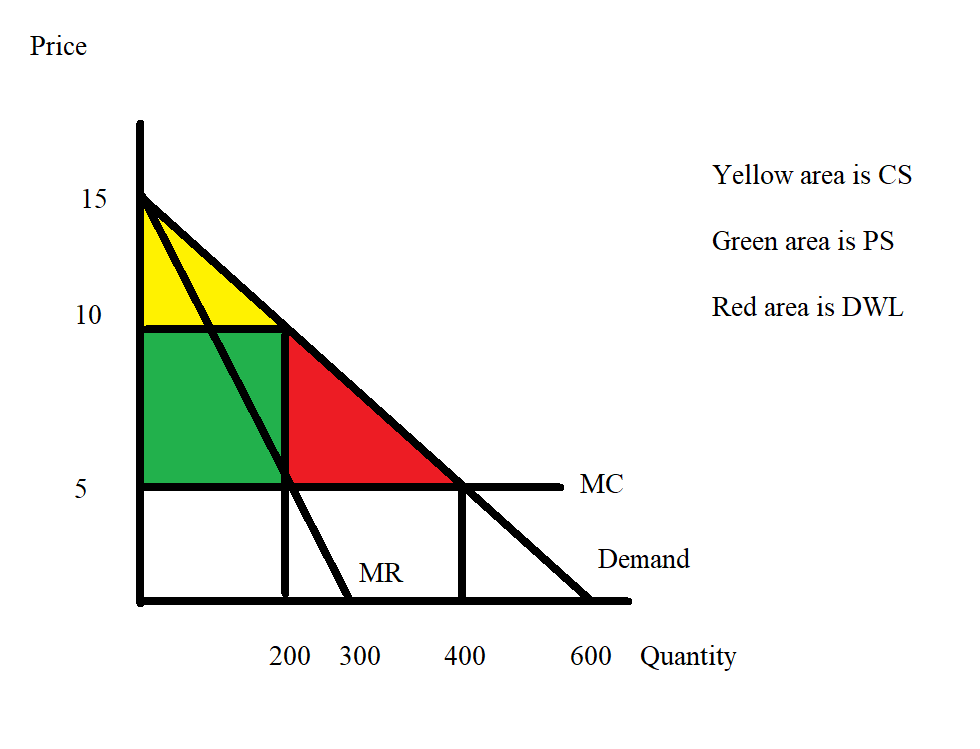 Price
15
Yellow area is CS
Green area is PS
10
Red area is DWL
5
MC
Demand
MR
200 300 400 600 Quantity